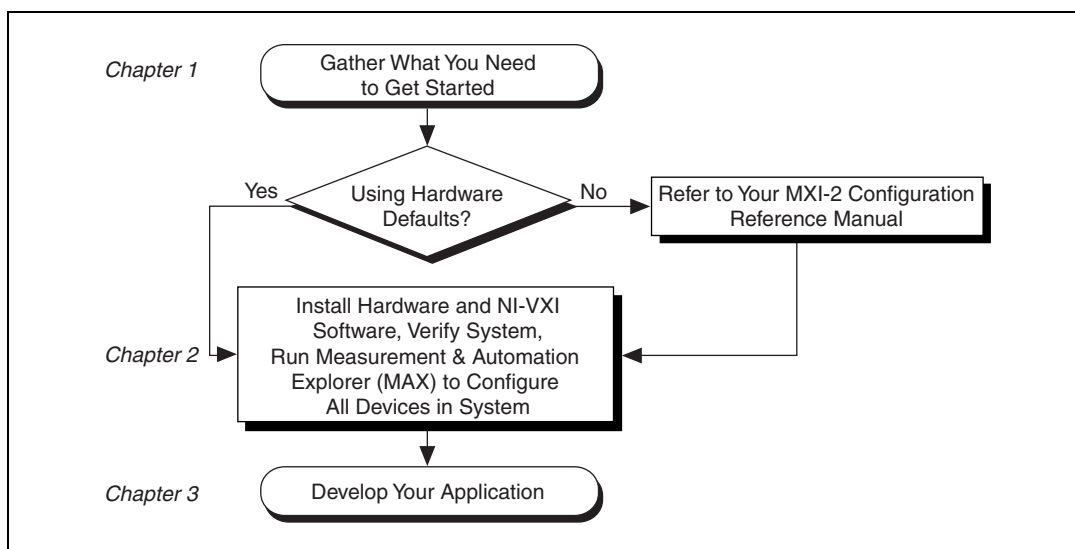 Chapter 1
Gather What You Need
to Get Started
Yes
Using Hardware
Defaults?
No
Refer to Your MXI-2 Configuration
Reference Manual
Chapter 2
Install Hardware and NI-VXI
Software, Verify System,
Run Measurement & Automation
Explorer (MAX) to Configure
All Devices in System
Chapter 3
Develop Your Application